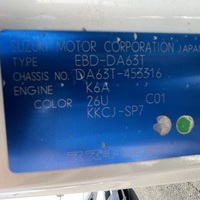 SUZUKI MOTOR CORPORATION JAPAN
TYPE EBD-DA63T
CHASSIS NO. DA63T-455316
ENGINE K6A
COLOR 26U C01
KKCJ-SP7